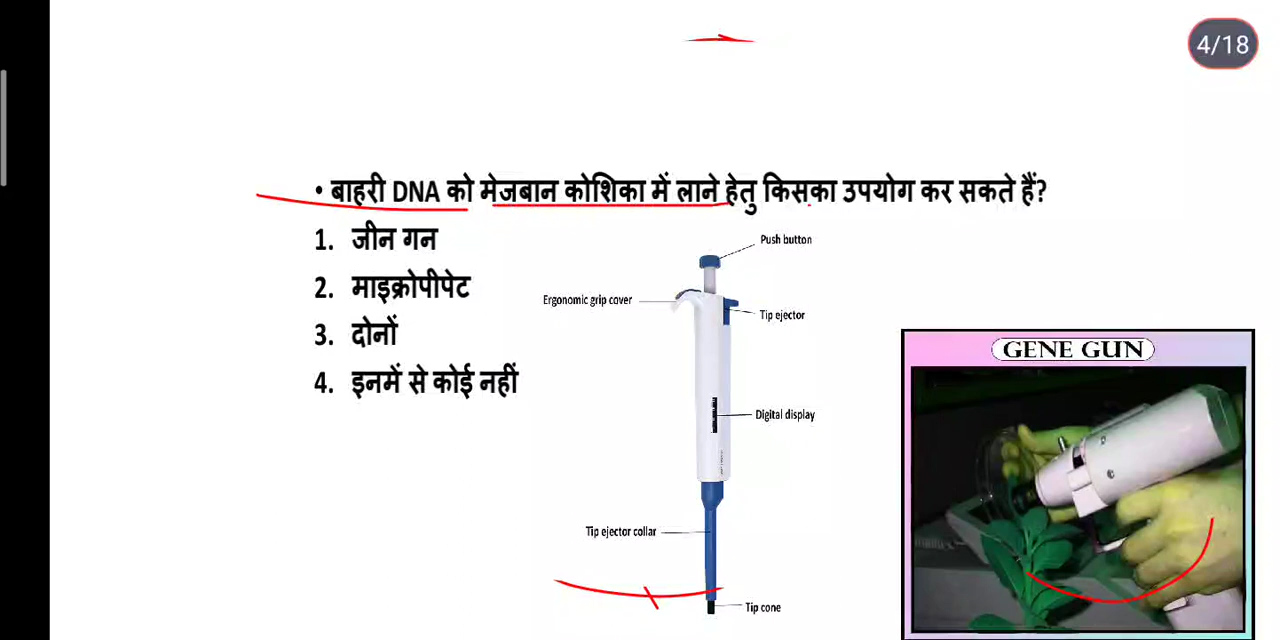 4/18
• बाहरी DNA को मेजबान कोशिका में लाने हेतु किसका उपयोग कर सकते हैं?
1. जीन गन
2. माइक्रोपीपेट
3. दोनों
4. इनमें से कोई नहीं
Push button
Ergonomic grip cover
Tip ejector
Digital display
Tip ejector collar
Tip cone
GENE GUN